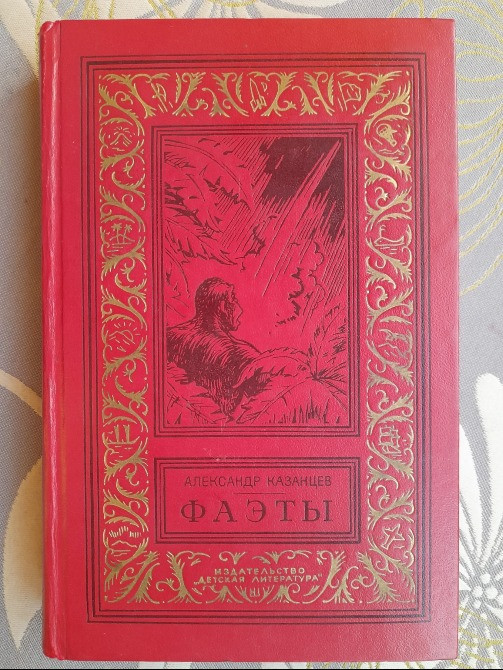 АЛЕКСАНДР КАЗАНЦЕВ
ФАЭТЫ
ИЗДАТЕЛЬСТВО
"ДЕТСКАЯ ЛИТЕРАТУРА"